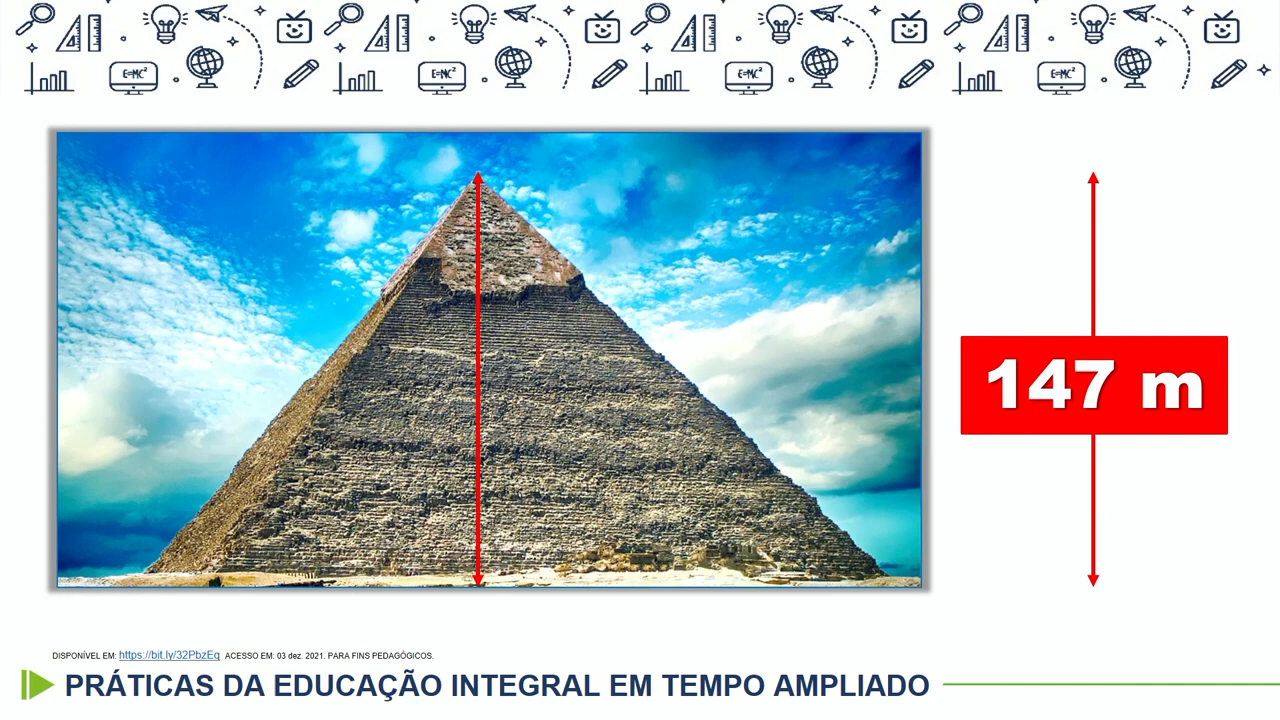 E=MC² E=MC² E=MC² E=MC²
147 m
DISPONÍVEL EM: https://bit.ly/32PbzEq ACESSO EM: 03 dez. 2021. PARA FINS PEDAGÓGICOS.
PRÁTICAS DA EDUCAÇÃO INTEGRAL EM TEMPO AMPLIADO